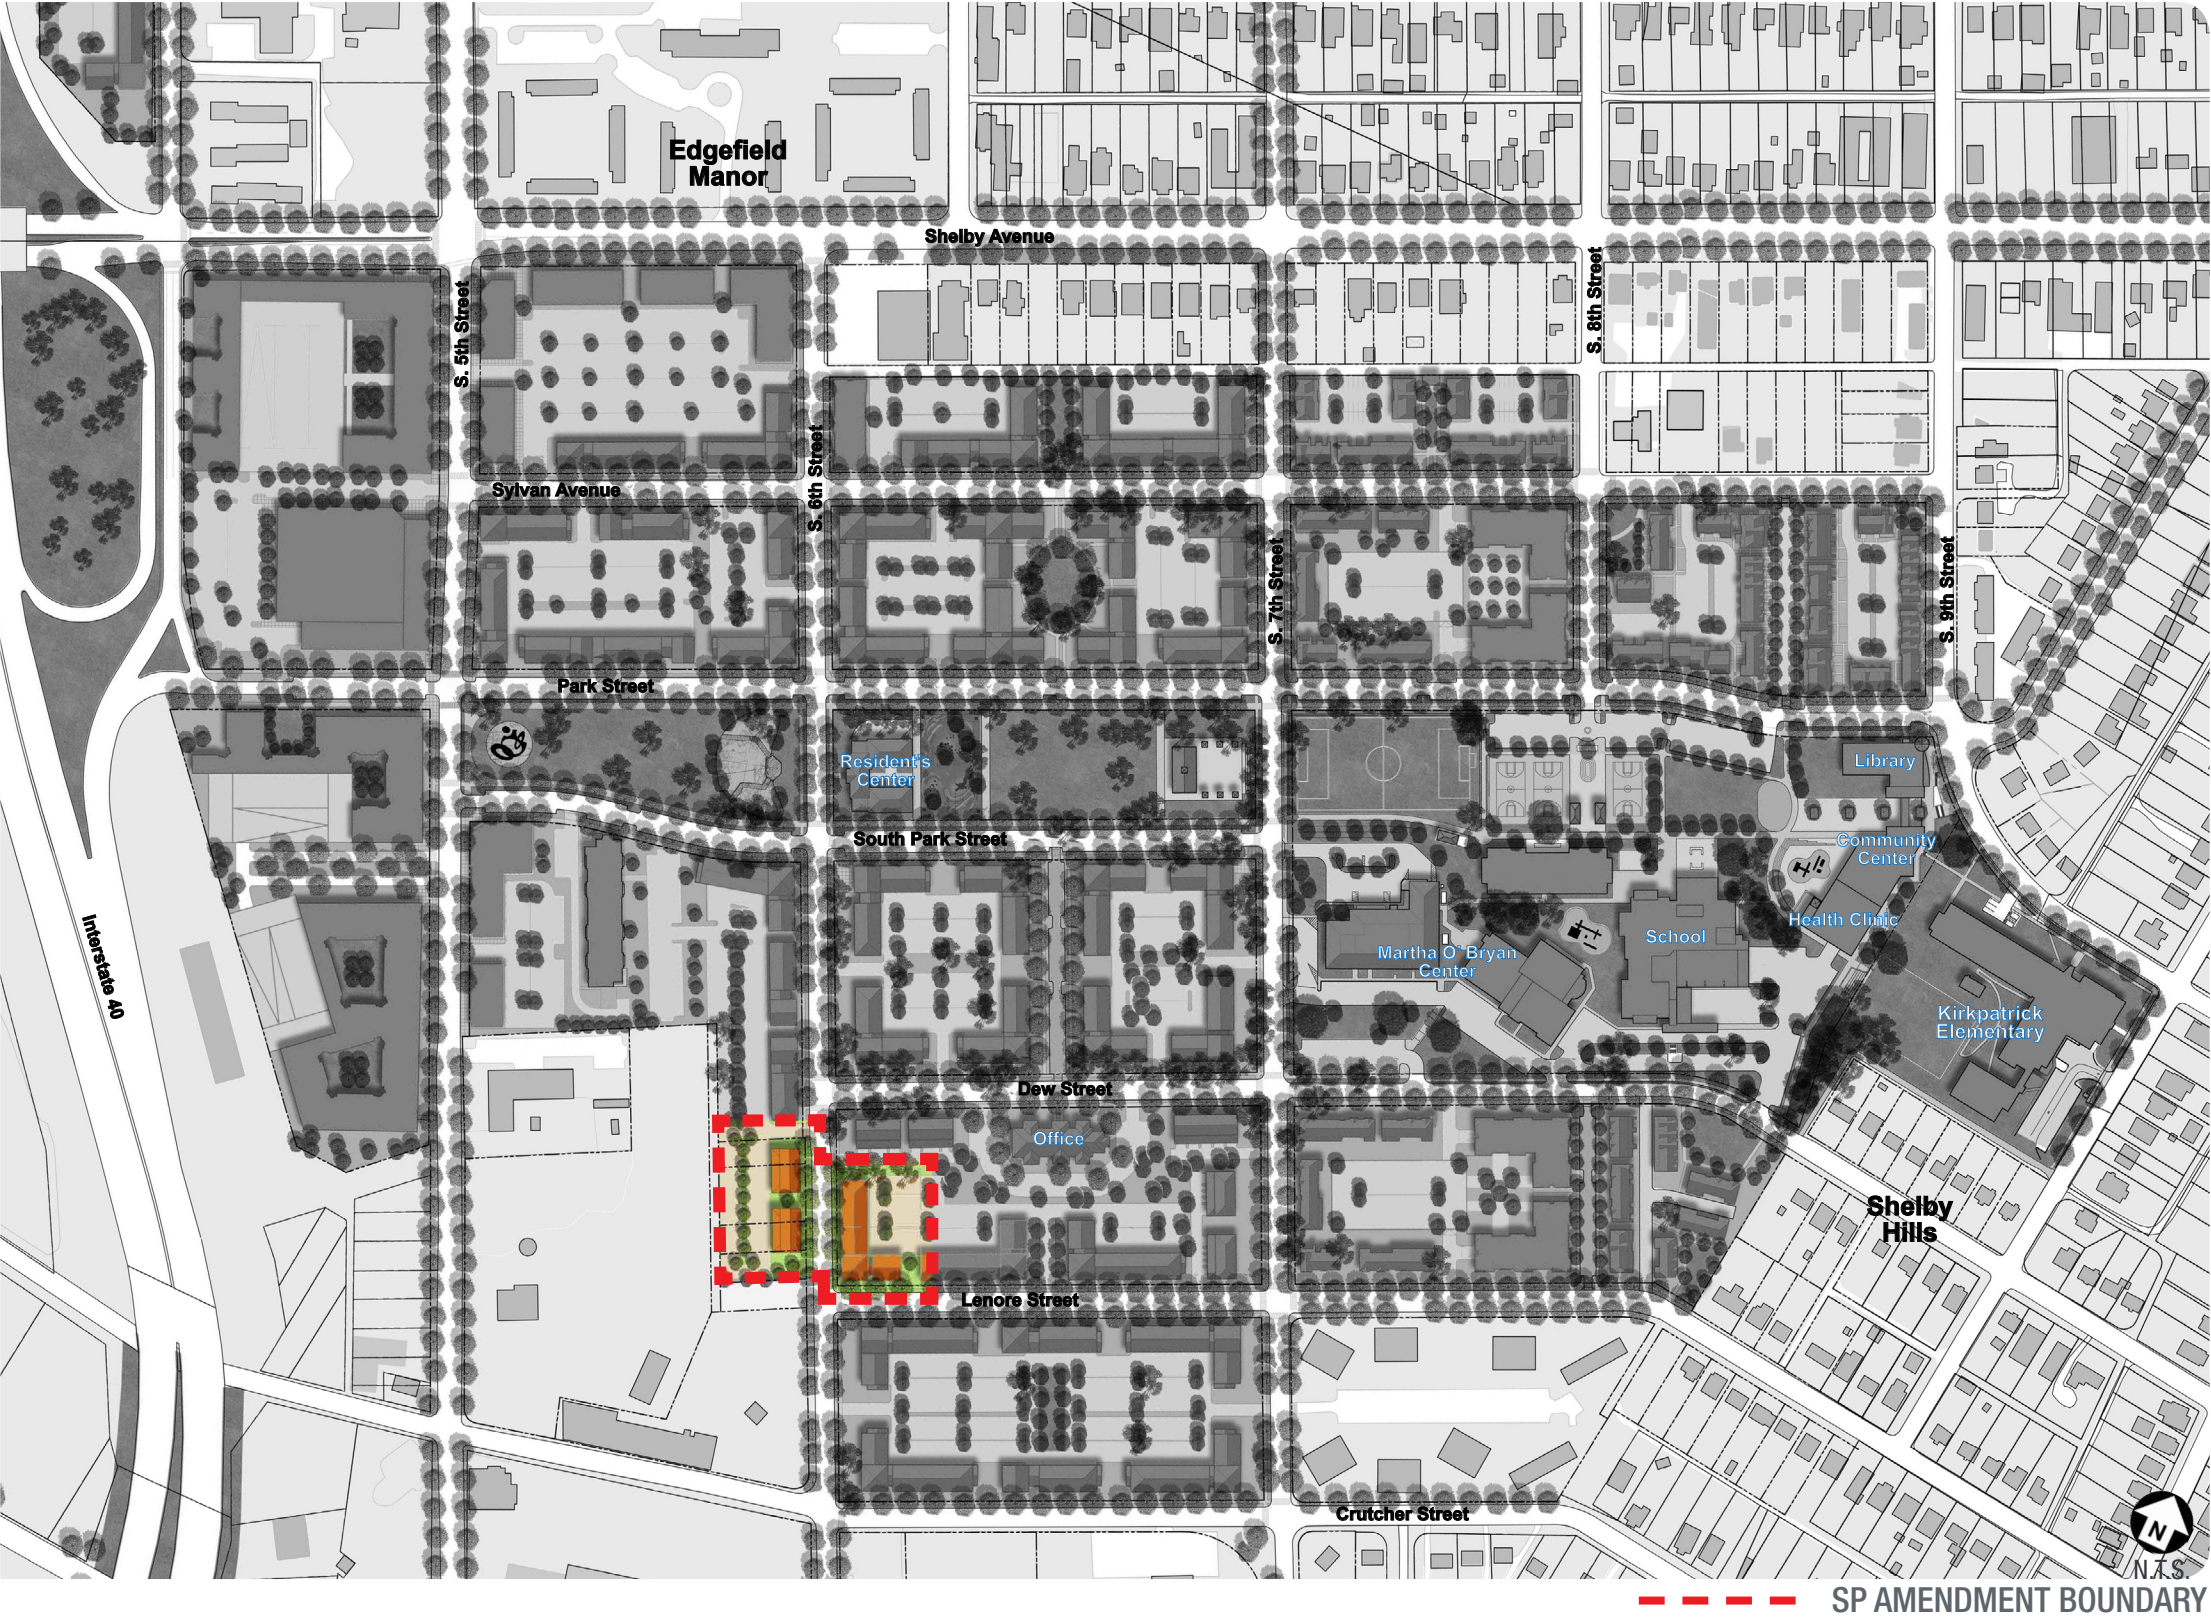 Edgefield
Manor
Shelby Avenue
S. 5th Street
S. 8th Street
S. 6th Street
Sylvan Avenue
S. 7th Street
S. 9th Street
Park Street
Resident's
Center
Library
South Park Street
Community
Center
Health Clinic
School
Martha O' Bryan
Center
Interstate 40
Kirkpatrick
Elementary
Dew Street
Office
Shelby
Hills
Lenore Street
Crutcher Street
N
N.T.S.
SP AMENDMENT BOUNDARY